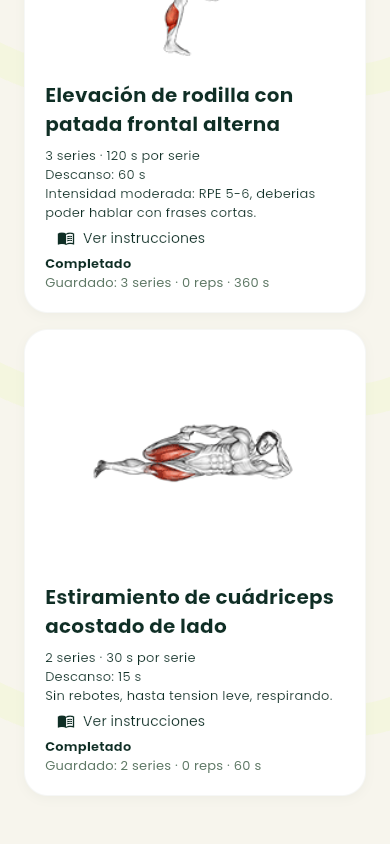 Elevación de rodilla con
patada frontal alterna
3 series · 120 s por serie
Descanso: 60 s
Intensidad moderada: RPE 5-6, deberias
poder hablar con frases cortas.
Ver instrucciones
Completado
Guardado: 3 series · 0 reps · 360 s
Estiramiento de cuádriceps
acostado de lado
2 series · 30 s por serie
Descanso: 15 s
Sin rebotes, hasta tension leve, respirando.
Ver instrucciones
Completado
Guardado: 2 series · 0 reps · 60 s